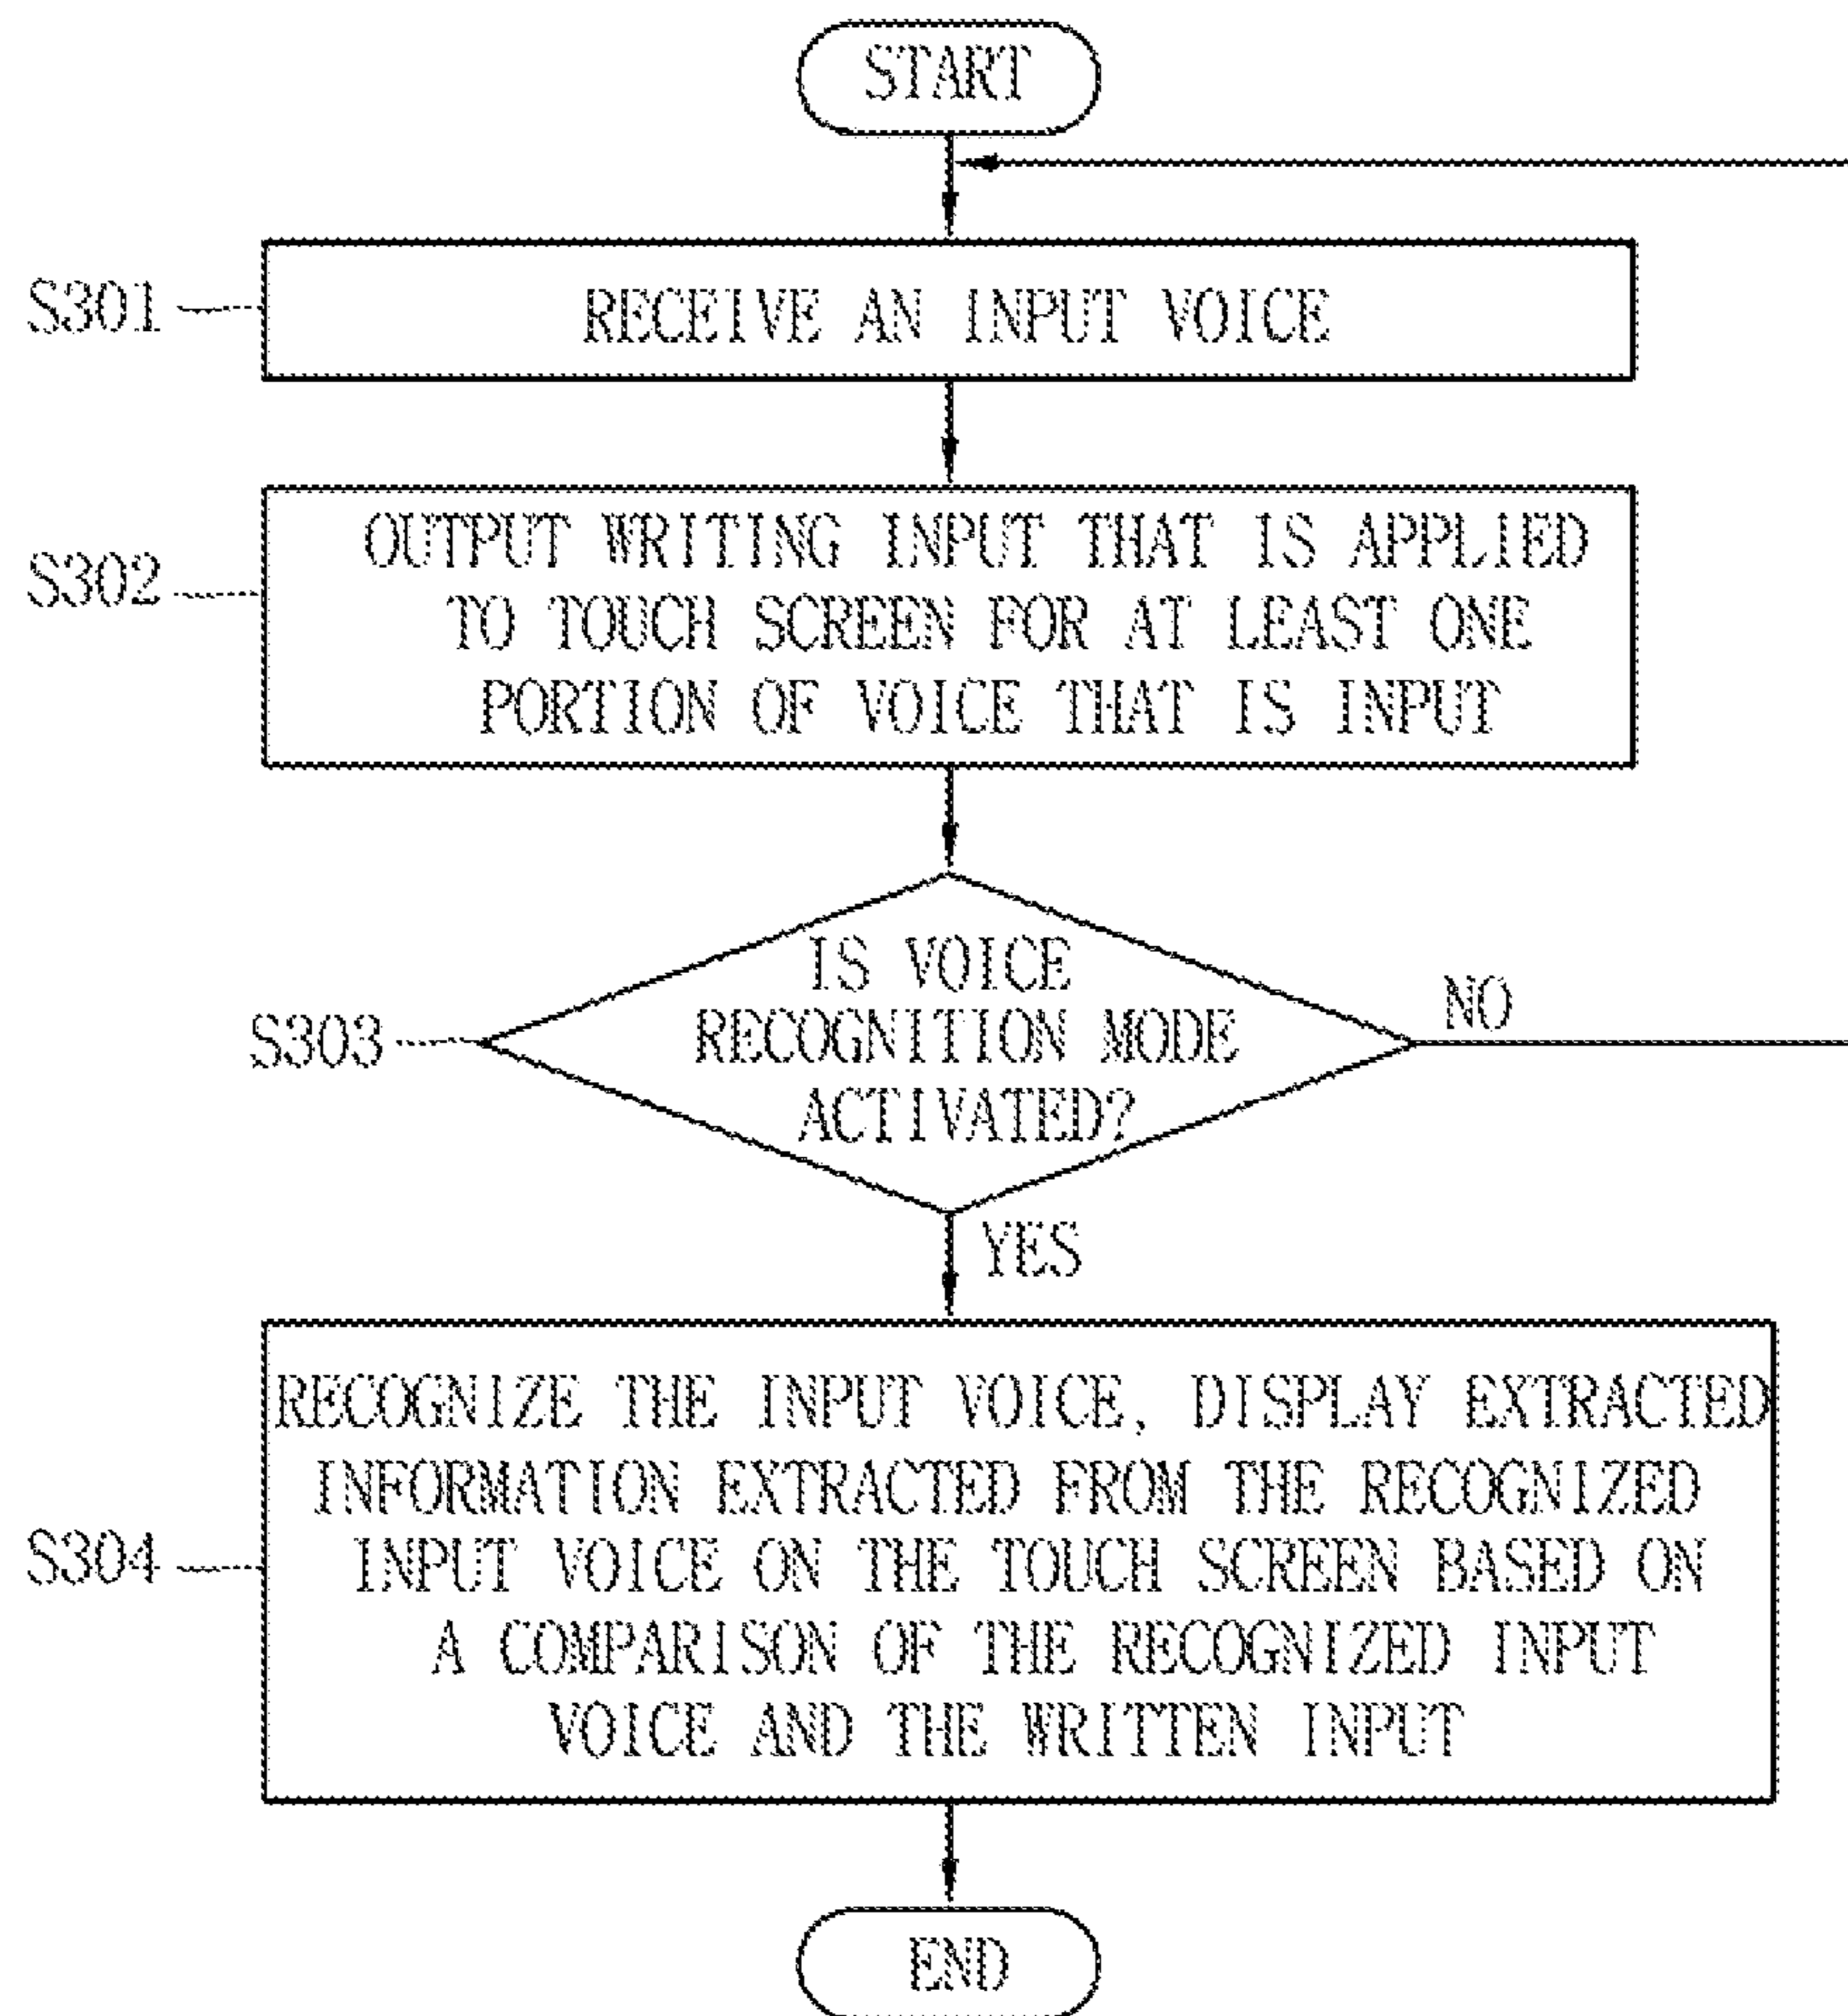 START
S301
RECEIVE AN INPUT VOICE
S302
OUTPUT WRITING INPUT THAT IS APPLIED
TO TOUCH SCREEN FOR AT LEAST ONE
PORTION OF VOICE THAT IS INPUT
S303
IS VOICE
RECOGNITION MODE
ACTIVATED?
NO
YES
S304
RECOGNIZE THE INPUT VOICE, DISPLAY EXTRACTED
INFORMATION EXTRACTED FROM THE RECOGNIZED
INPUT VOICE ON THE TOUCH SCREEN BASED ON
A COMPARISON OF THE RECOGNIZED INPUT
VOICE AND THE WRITTEN INPUT
END